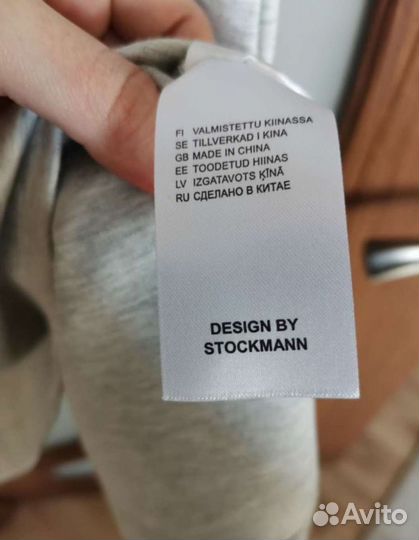 FI VALMISTETTU KIINASSA
SE TILLVERKAD I KINA
GB MADE IN CHINA
EE TOODETUD HIINAS
LV IZGATAVOTS ĶĪNĀ
RU СДЕЛАНО В КИТАЕ
DESIGN BY
STOCKMANN
Avito